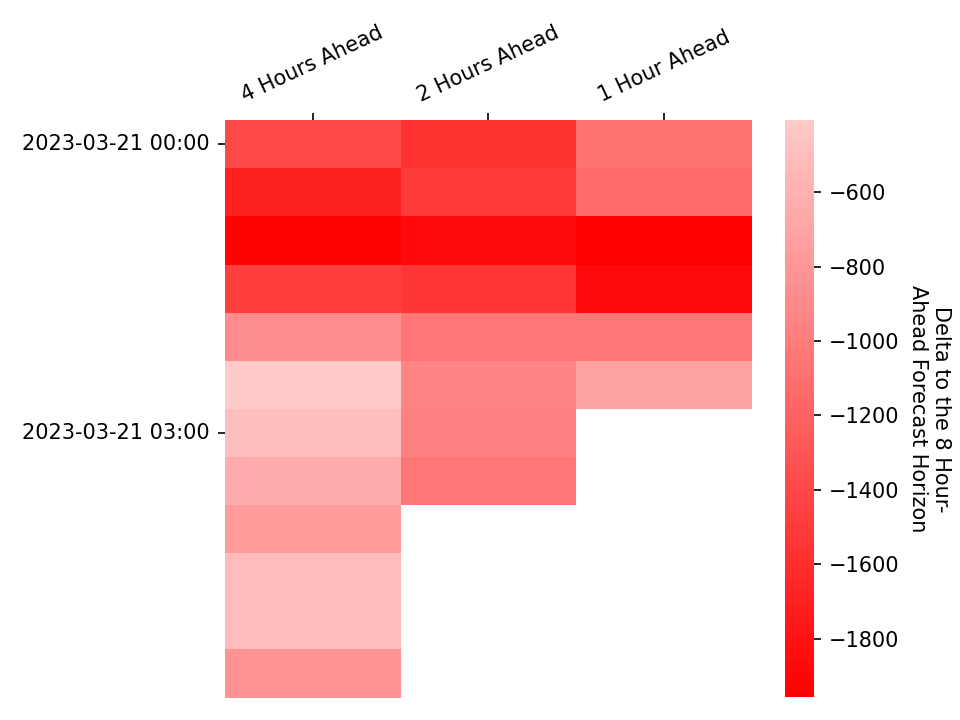 4 Hours Ahead
2 Hours Ahead
1 Hour Ahead
2023-03-21 00:00
2023-03-21 03:00
−600
−800
−1000
−1200
−1400
−1600
−1800
Delta to the 8 Hour-
Ahead Forecast Horizon